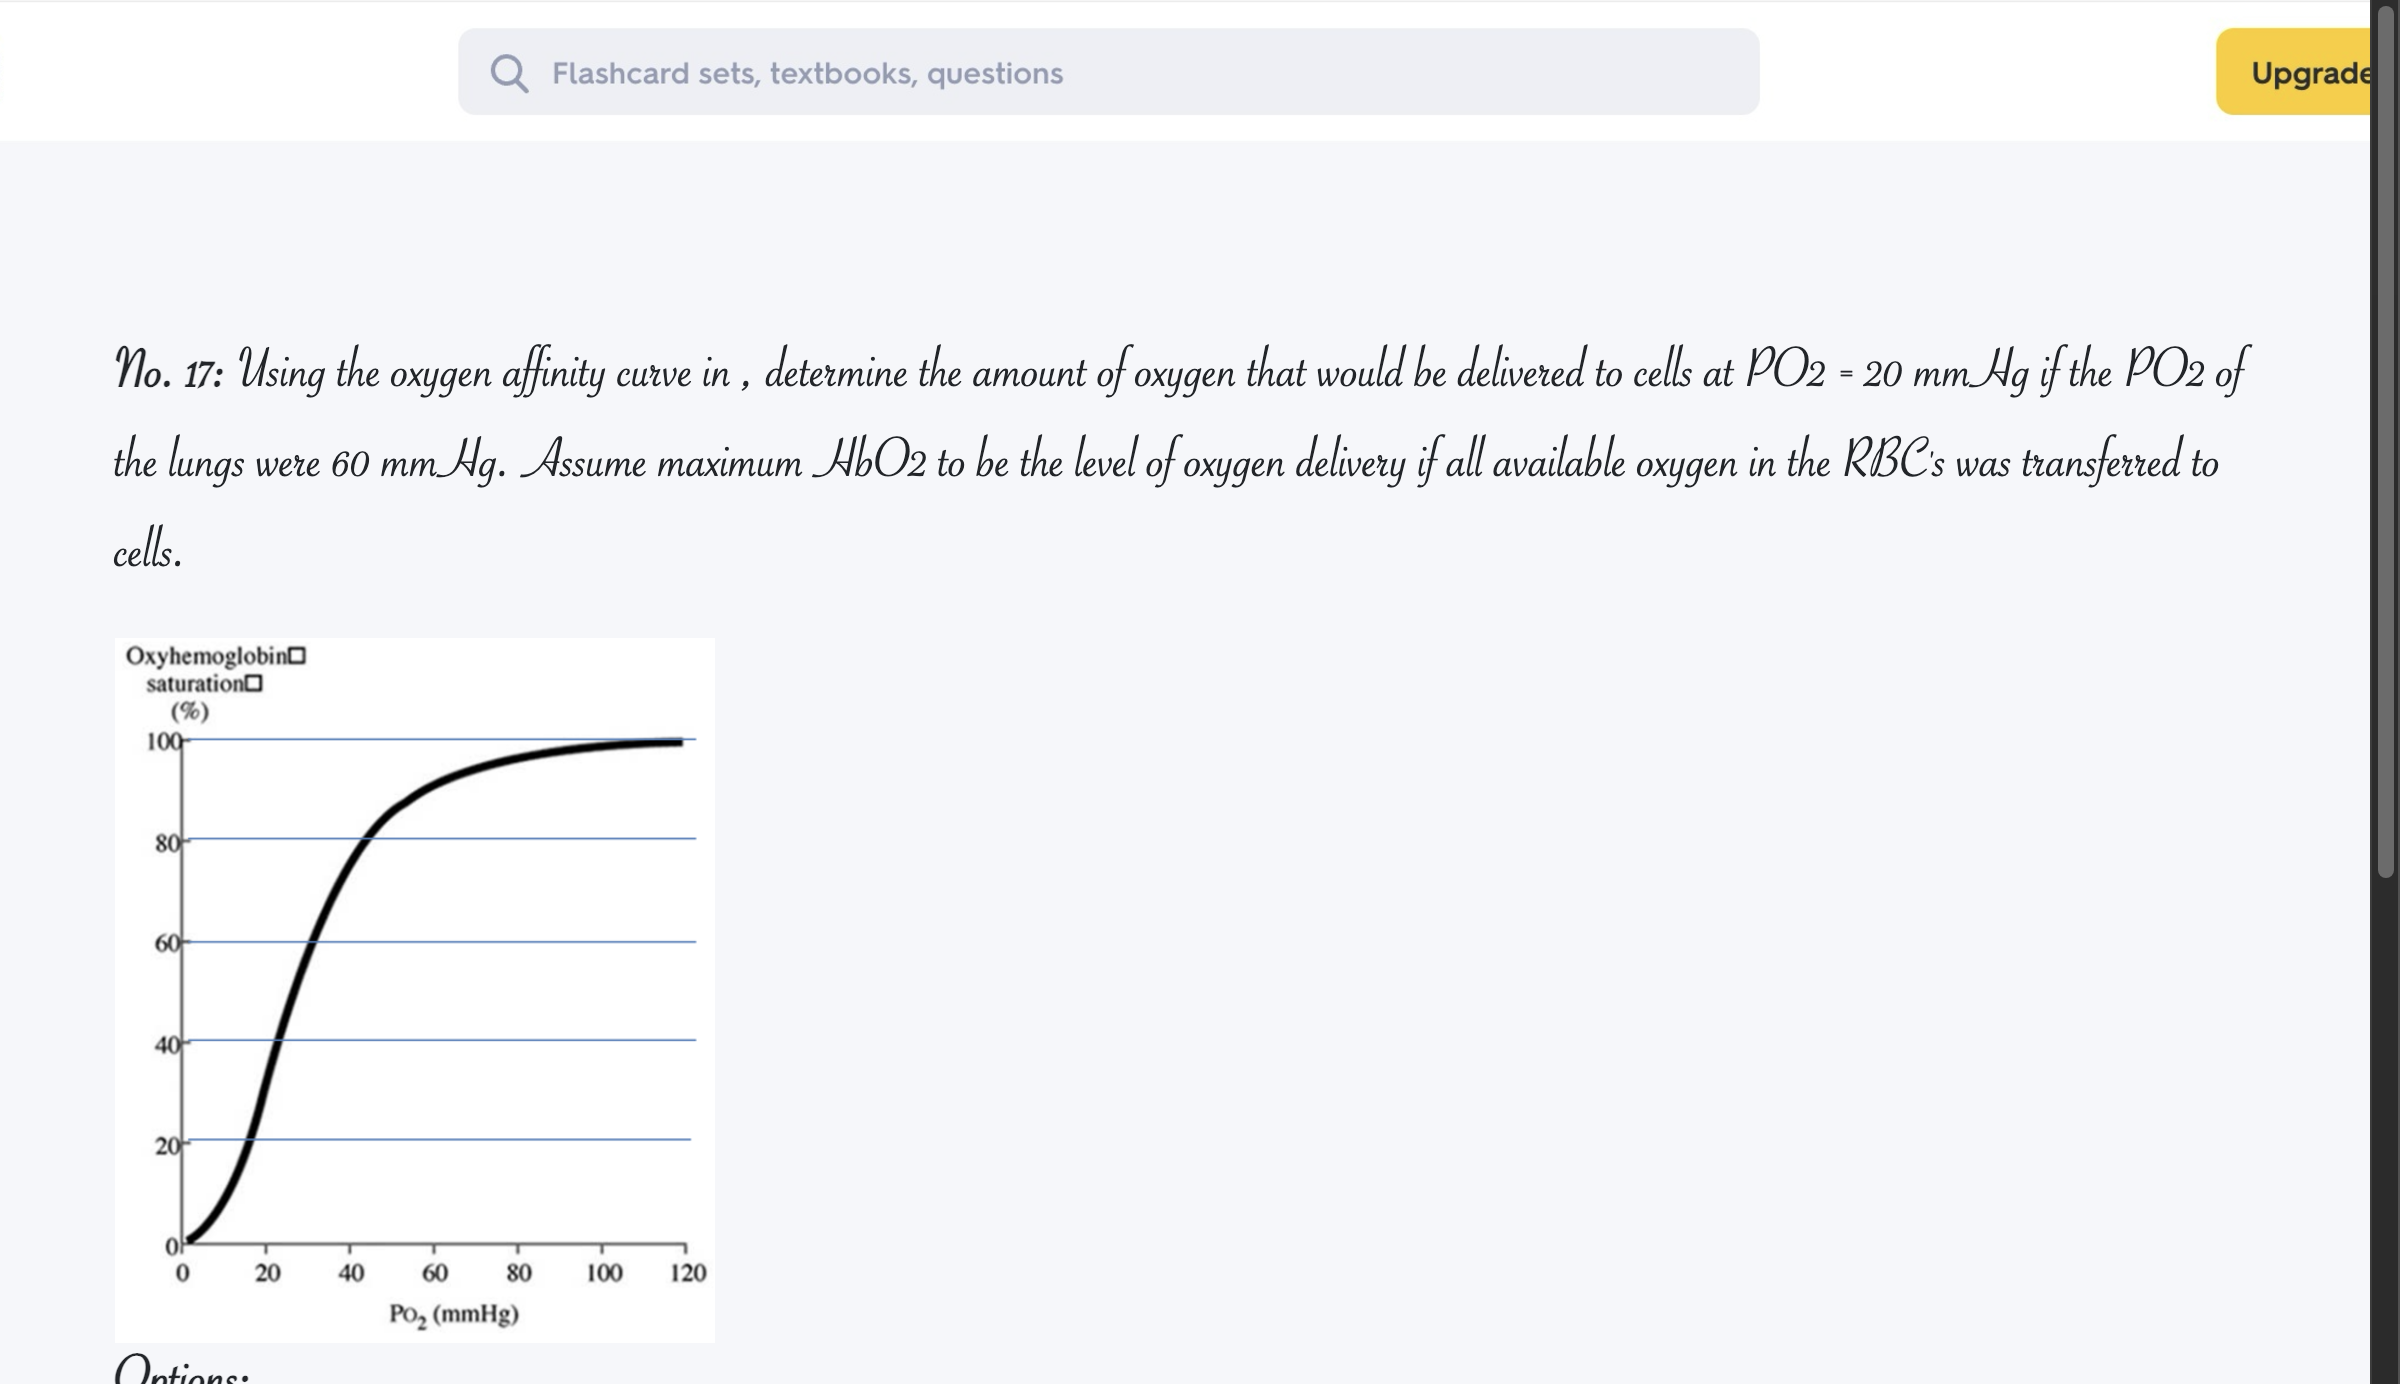 Flashcard sets, textbooks, questions
Upgrade
No. 17: Using the oxygen affinity curve in , determine the amount of oxygen that would be delivered to cells at PO2 = 20 mmHg if the PO2 of
the lungs were 60 mmHg. Assume maximum HbO2 to be the level of oxygen delivery if all available oxygen in the RBC's was transferred to
cells.
Oxyhemoglobin□
saturation□
(%)
100
80
60
40
20
0
0 20 40 60 80 100 120
PO₂ (mmHg)
Options: